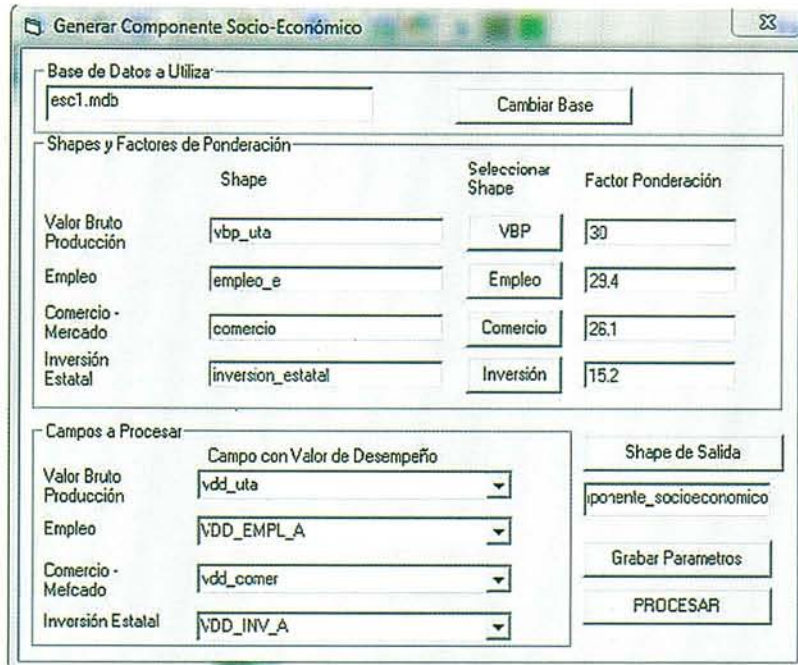 Generar Componente Socio-Económico
Base de Datos a Utiliza
esc1.mdb
Cambiar Base
Shapes y Factores de Ponderación
Shape
Seleccionar
Shape
Factor Ponderación
Valor Bruto
Producción
vbp_uta
VBP
30
Empleo
empleo_e
Empleo
29.4
Comercio -
Mercado
comercio
Comercio
26.1
Inversión
Estatal
inversion_estatal
Inversión
15.2
Campos a Procesar
Campo con Valor de Desempeño
Valor Bruto
Producción
vdd_uta
Empleo
VDD_EMPL_A
Comercio -
Mefcado
vdd_comer
Inversión Estatal
VDD_INV_A
Shape de Salida
iponente_socioeconomico
Grabar Parametros
PROCESAR